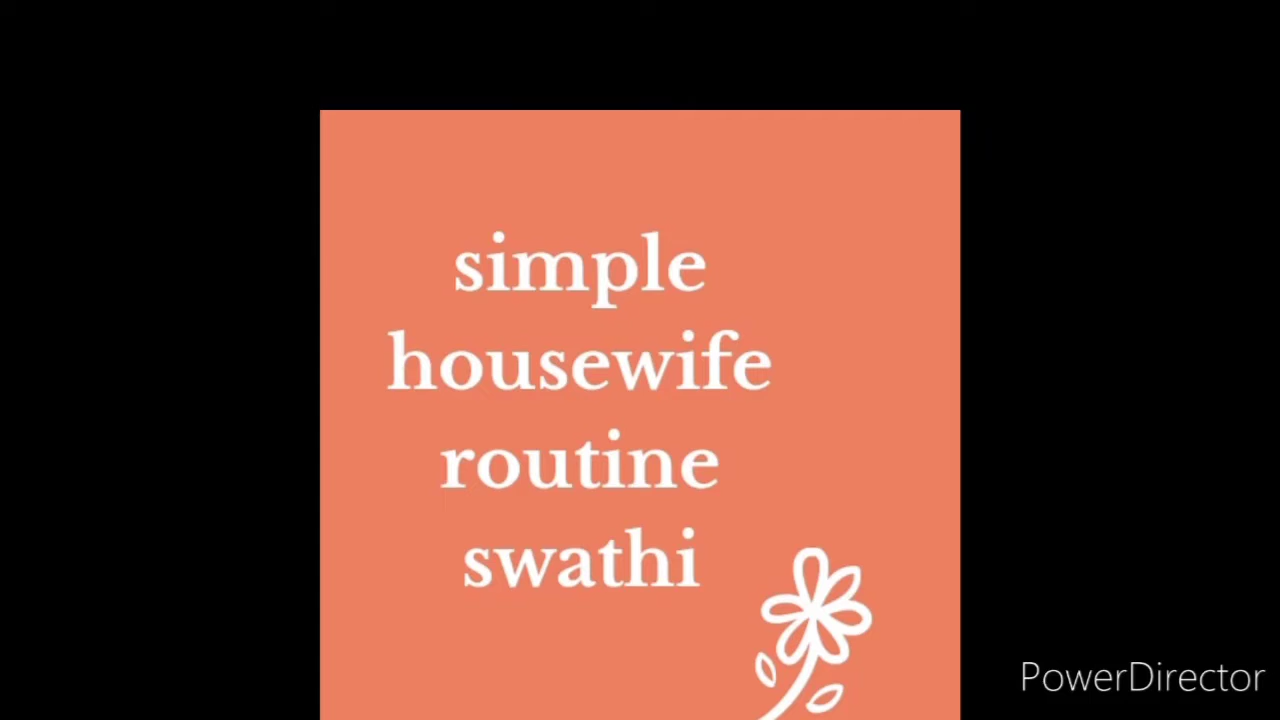 simple
housewife
routine
swathi
PowerDirector